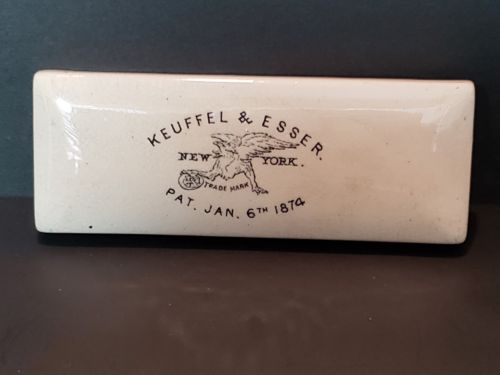 KEUFFEL & ESSER.
NEW YORK.
TRADE MARK
PAT. JAN. 6TH 1874